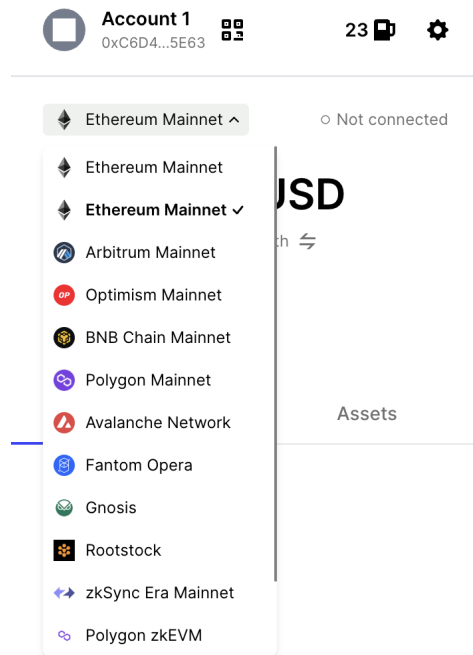 Account 1
0xC6D4...5E63
23
Ethereum Mainnet
Not connected
Ethereum Mainnet
Ethereum Mainnet
Arbitrum Mainnet
OP
Optimism Mainnet
BNB Chain Mainnet
Polygon Mainnet
Avalanche Network
Fantom Opera
Gnosis
Rootstock
zkSync Era Mainnet
Polygon zkEVM
USD
Assets